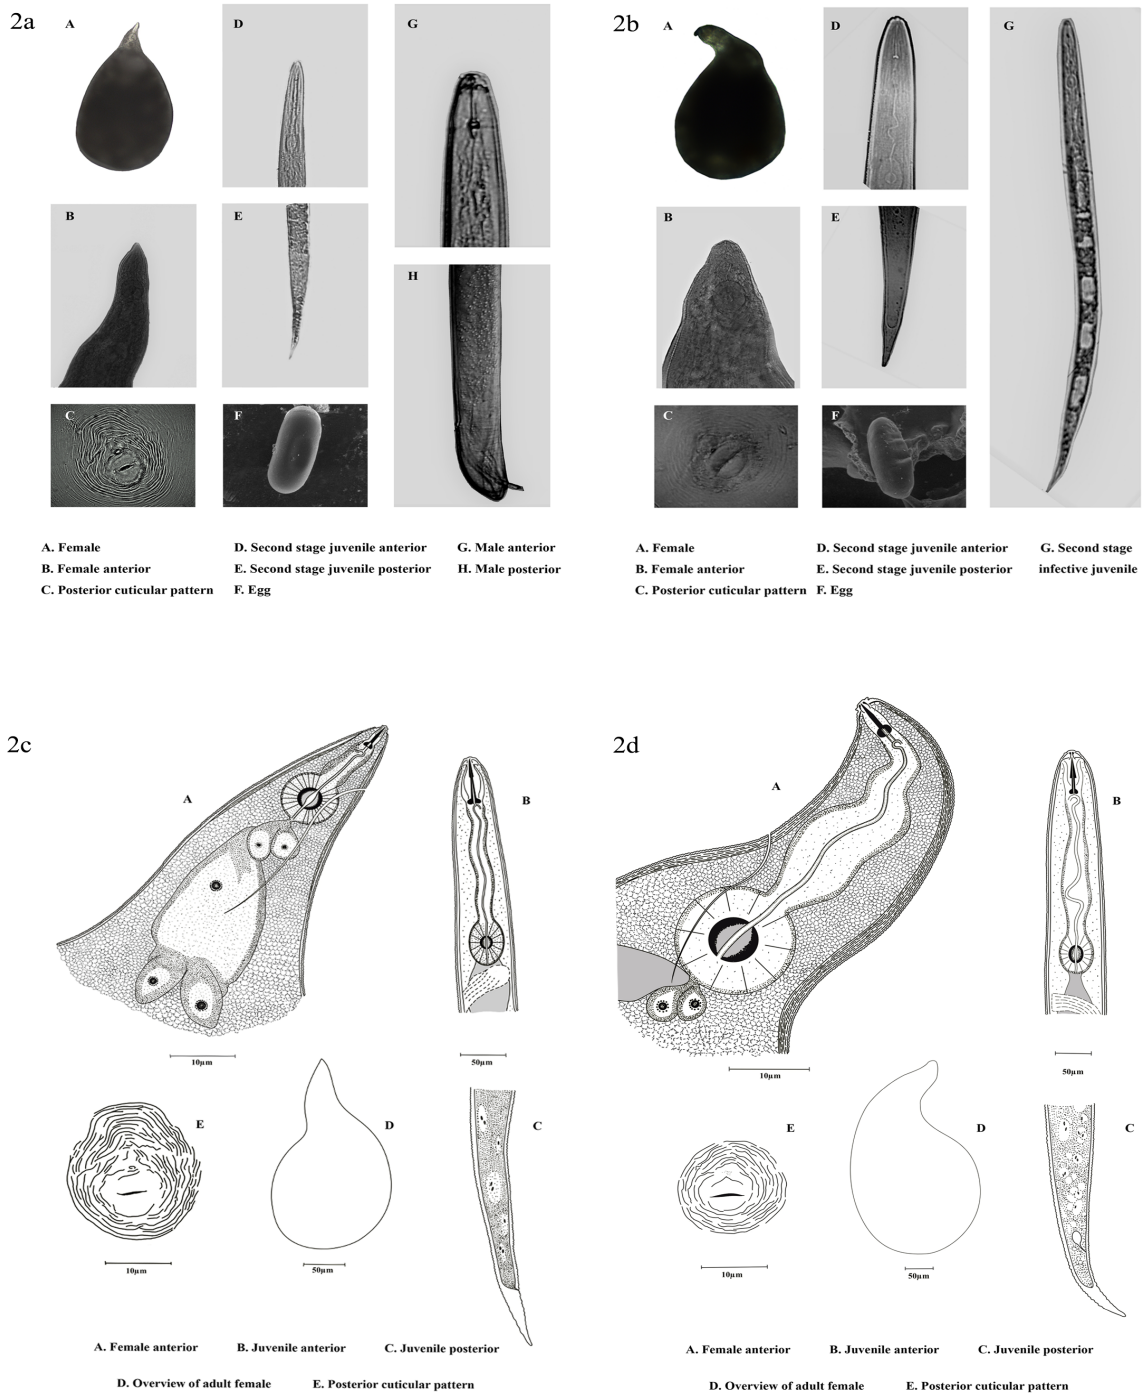 2a
A
D
G
B
E
H
C
F
A. Female
D. Second stage juvenile anterior
G. Male anterior
B. Female anterior
E. Second stage juvenile posterior
H. Male posterior
C. Posterior cuticular pattern
F. Egg
2b
A
D
G
B
E
C
F
A. Female
D. Second stage juvenile anterior
G. Second stage
B. Female anterior
E. Second stage juvenile posterior
infective juvenile
C. Posterior cuticular pattern
F. Egg
2c
A
B
10µm
50µm
E
D
C
10µm
50µm
A. Female anterior
B. Juvenile anterior
C. Juvenile posterior
D. Overview of adult female
E. Posterior cuticular pattern
2d
A
B
10µm
50µm
E
D
C
10µm
50µm
A. Female anterior
B. Juvenile anterior
C. Juvenile posterior
D. Overview of adult female
E. Posterior cuticular pattern